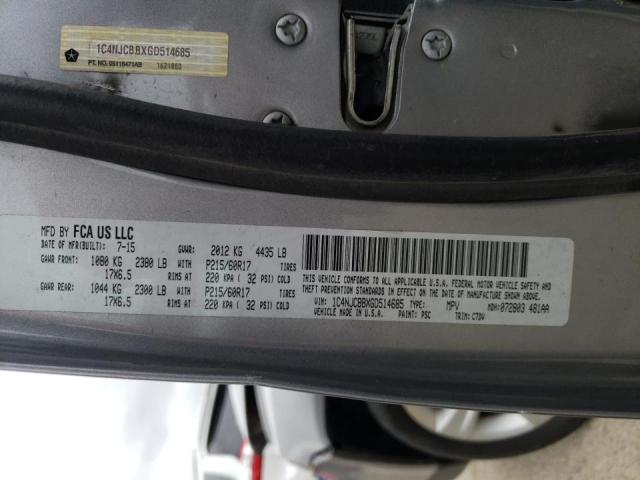 1C4NJCBBXGD514685
PT. NO. 05116471AB 1621860
MFD BY FCA US LLC
DATE OF MFR(BUILT): 7-15 GVWR: 2012 KG 4435 LB
GAWR FRONT: 1080 KG 2380 LB P215/60R17 TIRES
17X6.5 RIMS AT 220 KPA ( 32 PSI) COLD
GAWR REAR: 1044 KG 2300 LB P215/60R17 TIRES
17X6.5 RIMS AT 220 KPA ( 32 PSI) COLD
THIS VEHICLE CONFORMS TO ALL APPLICABLE U.S.A. FEDERAL MOTOR VEHICLE SAFETY, BUMPER AND THEFT
PREVENTION STANDARDS IN EFFECT ON THE DATE OF MANUFACTURE SHOWN ABOVE.
VIN: 1C4NJCBBXGD514685 TYPE: MPV MDH:072803 481AA
VEHICLE MADE IN U.S.A. PAINT: PSC TRIM: C7DV